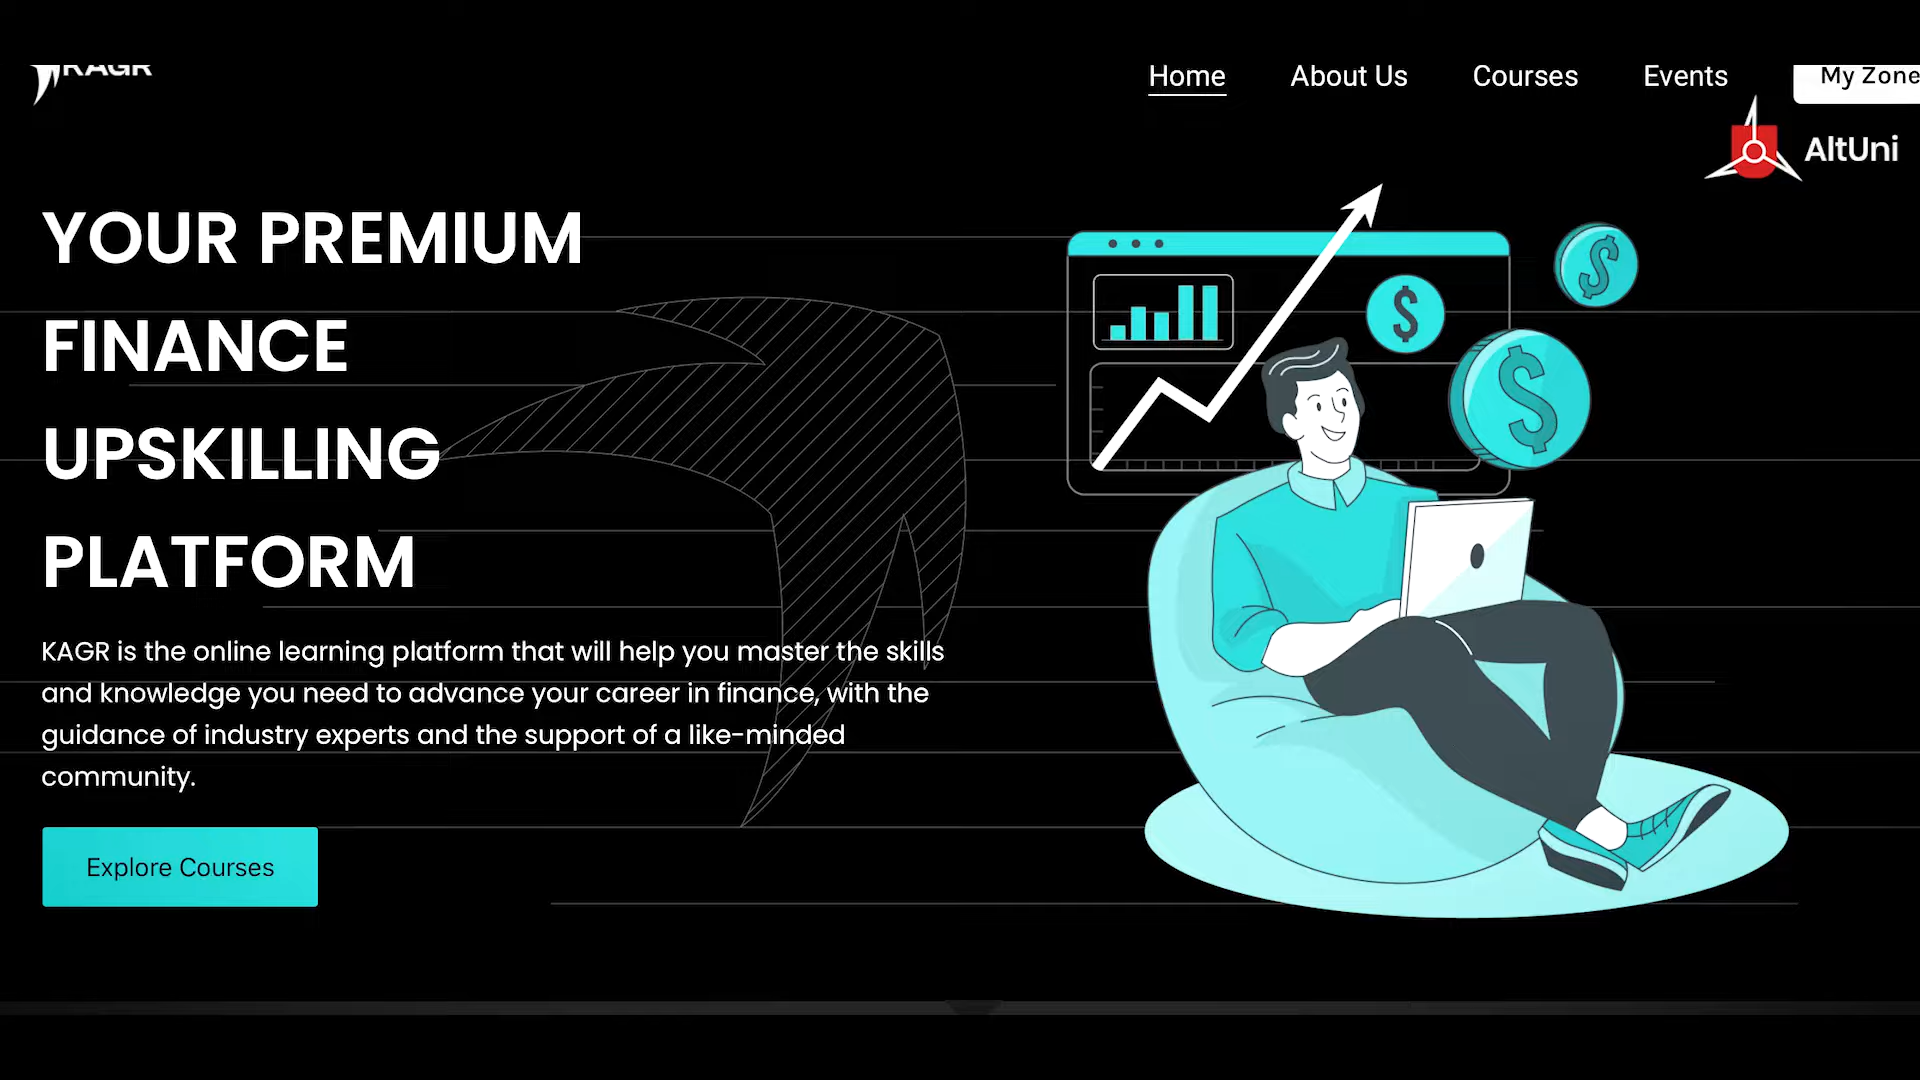 KAGR
Home About Us Courses Events My Zone
AltUni
YOUR PREMIUM
FINANCE
UPSKILLING
PLATFORM
KAGR is the online learning platform that will help you master the skills
and knowledge you need to advance your career in finance, with the
guidance of industry experts and the support of a like-minded
community.
Explore Courses
$
$
$